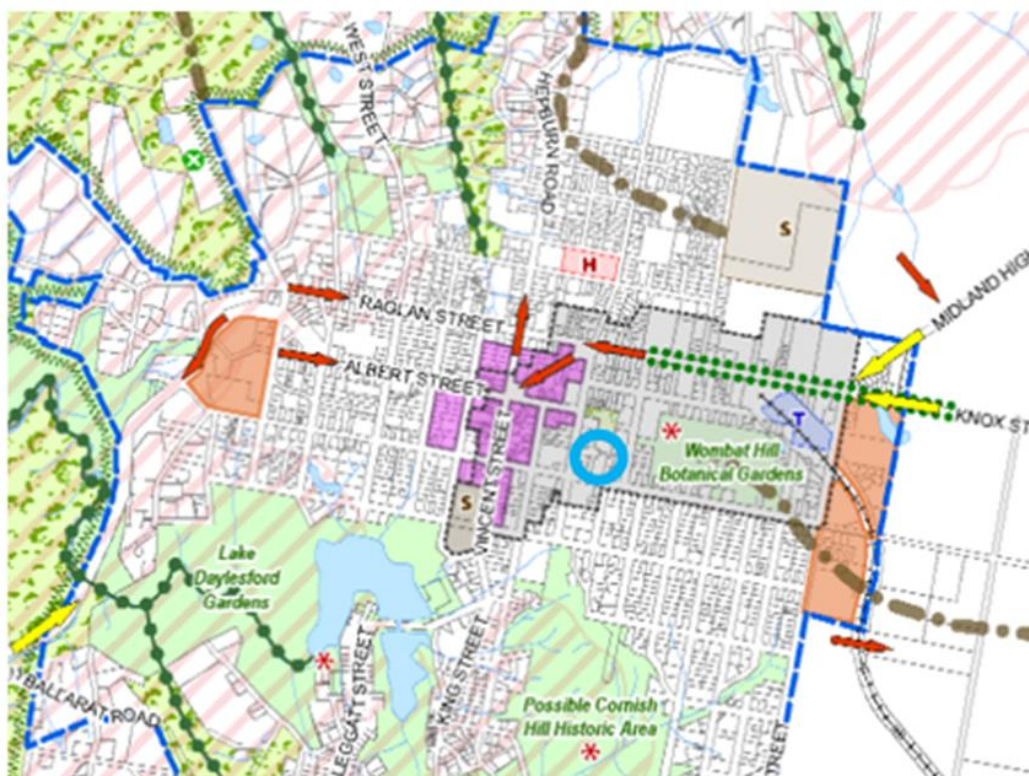 WEST STREET
HEPBURN ROAD
S
MIDLAND HIG
H
RAGLAN STREET
ALBERT STREET
KNOX ST
T
Wombat Hill
Botanical Gardens
VINCENT STREET
S
Lake
Daylesford
Gardens
LEGGATT STREET
KING STREET
Possible Cornish
Hill Historic Area
BALLARAT ROAD
STREET